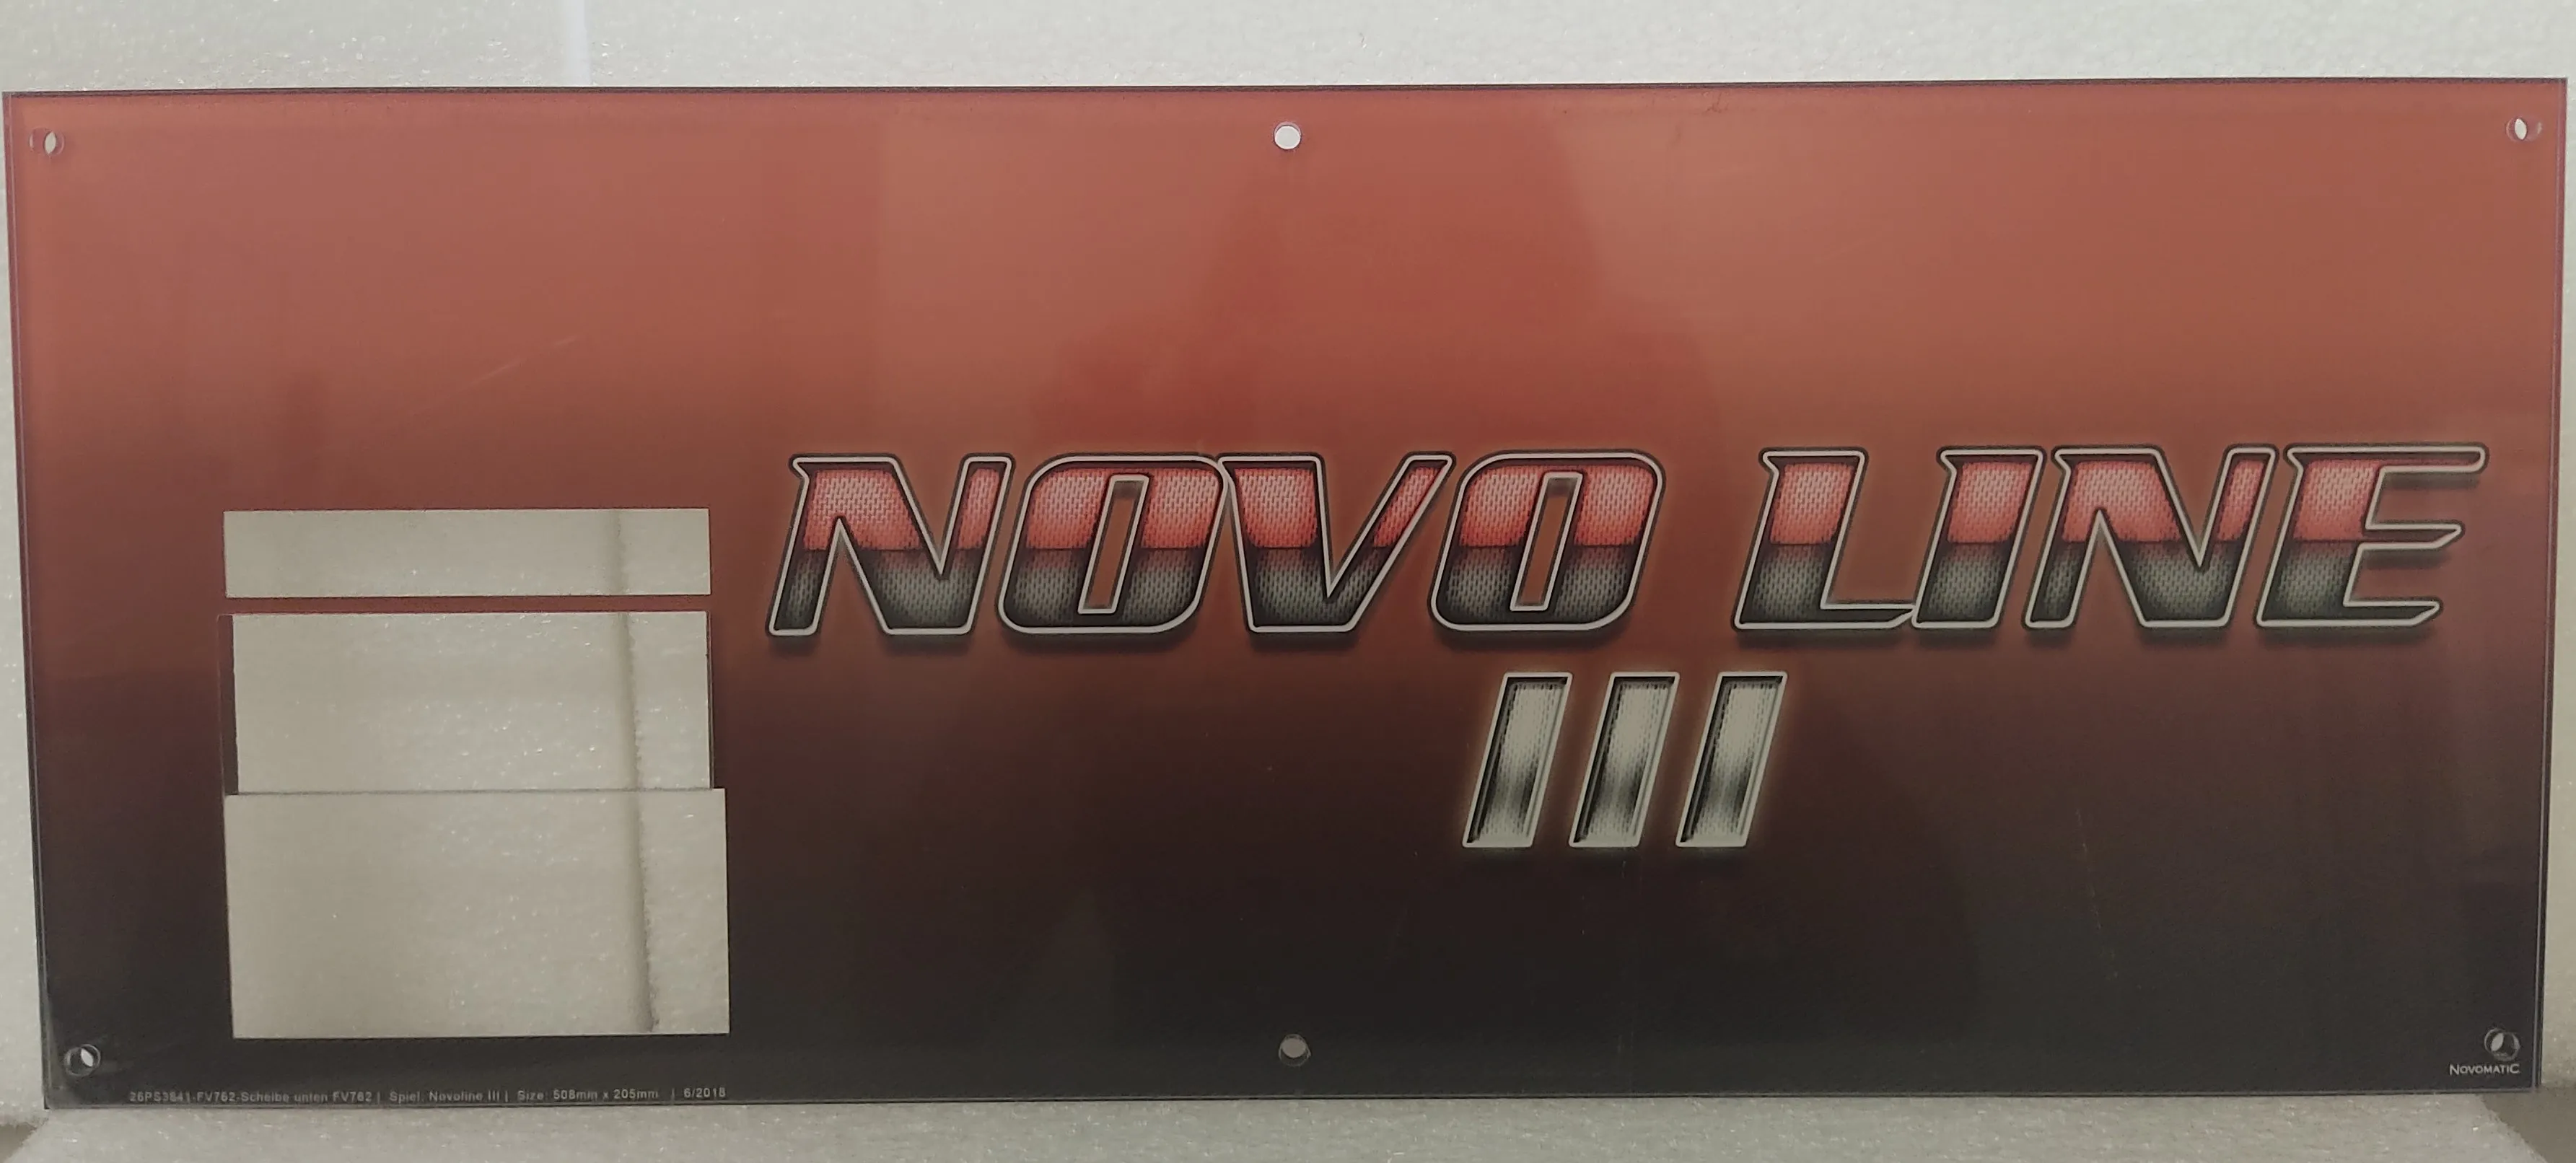 NOVO LINE
III
26PS3641-FV762-Scheibe unten FV762 | Spiel: Novoline III | Size: 508mm x 205mm | 6/2018
NOVOMATIC